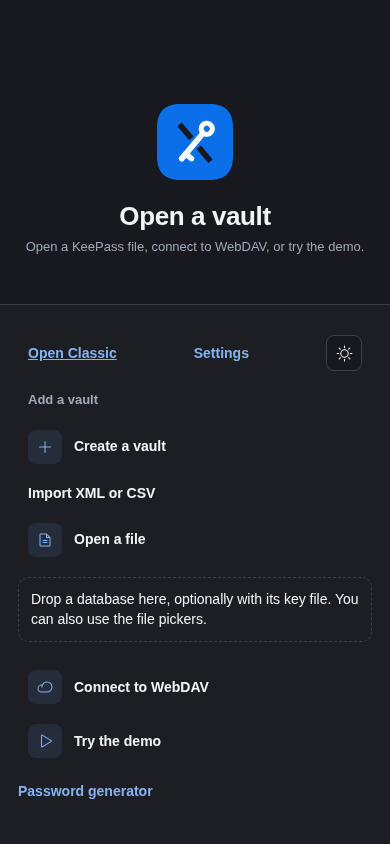 Open a vault
Open a KeePass file, connect to WebDAV, or try the demo.
Open Classic
Settings
Add a vault
Create a vault
Import XML or CSV
Open a file
Drop a database here, optionally with its key file. You
can also use the file pickers.
Connect to WebDAV
Try the demo
Password generator